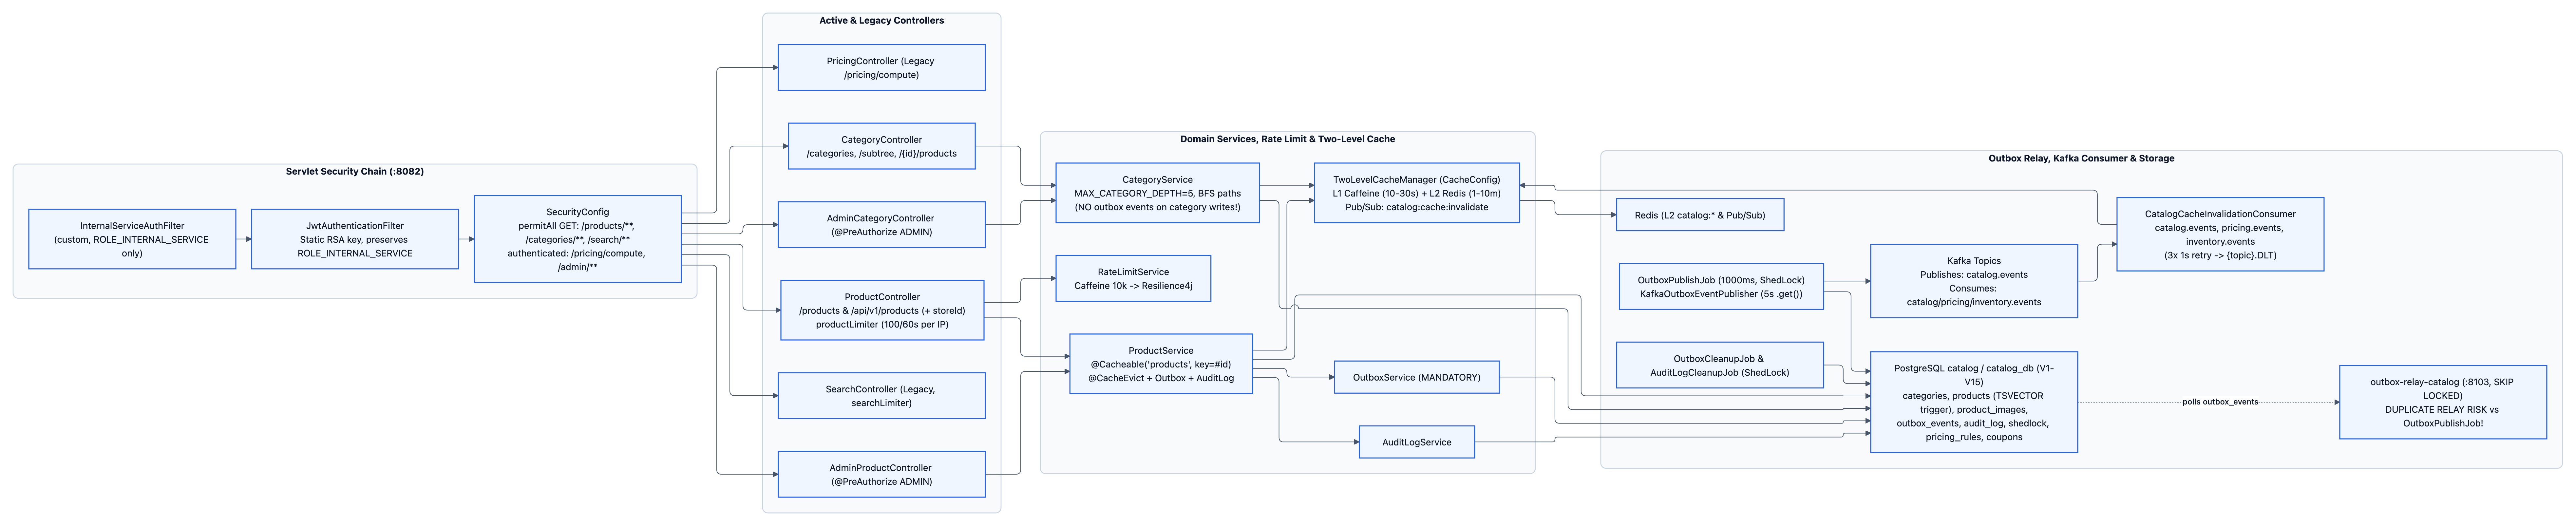 Servlet Security Chain (:8082)
InternalServiceAuthFilter
(custom, ROLE_INTERNAL_SERVICE
only)
JwtAuthenticationFilter
Static RSA key, preserves
ROLE_INTERNAL_SERVICE
SecurityConfig
permitAll GET: /products/**,
/categories/**, /search/**
authenticated: /pricing/compute,
/admin/**
Active & Legacy Controllers
PricingController (Legacy
/pricing/compute)
CategoryController
/categories, /subtree, /{id}/products
AdminCategoryController
(@PreAuthorize ADMIN)
ProductController
/products & /api/v1/products (+ storeId)
productLimiter (100/60s per IP)
SearchController (Legacy,
searchLimiter)
AdminProductController
(@PreAuthorize ADMIN)
Domain Services, Rate Limit & Two-Level Cache
CategoryService
MAX_CATEGORY_DEPTH=5, BFS paths
(NO outbox events on category writes!)
TwoLevelCacheManager (CacheConfig)
L1 Caffeine (10-30s) + L2 Redis (1-10m)
Pub/Sub: catalog:cache:invalidate
RateLimitService
Caffeine 10k -> Resilience4j
ProductService
@Cacheable('products', key=#id)
@CacheEvict + Outbox + AuditLog
OutboxService (MANDATORY)
AuditLogService
Outbox Relay, Kafka Consumer & Storage
Redis (L2 catalog:* & Pub/Sub)
OutboxPublishJob (1000ms, ShedLock)
KafkaOutboxEventPublisher (5s .get())
OutboxCleanupJob &
AuditLogCleanupJob (ShedLock)
Kafka Topics
Publishes: catalog.events
Consumes:
catalog/pricing/inventory.events
PostgreSQL catalog / catalog_db (V1-
V15)
categories, products (TSVECTOR
trigger), product_images,
outbox_events, audit_log, shedlock,
pricing_rules, coupons
CatalogCacheInvalidationConsumer
catalog.events, pricing.events,
inventory.events
(3x 1s retry -> {topic}.DLT)
polls outbox_events
outbox-relay-catalog (:8103, SKIP
LOCKED)
DUPLICATE RELAY RISK vs
OutboxPublishJob!